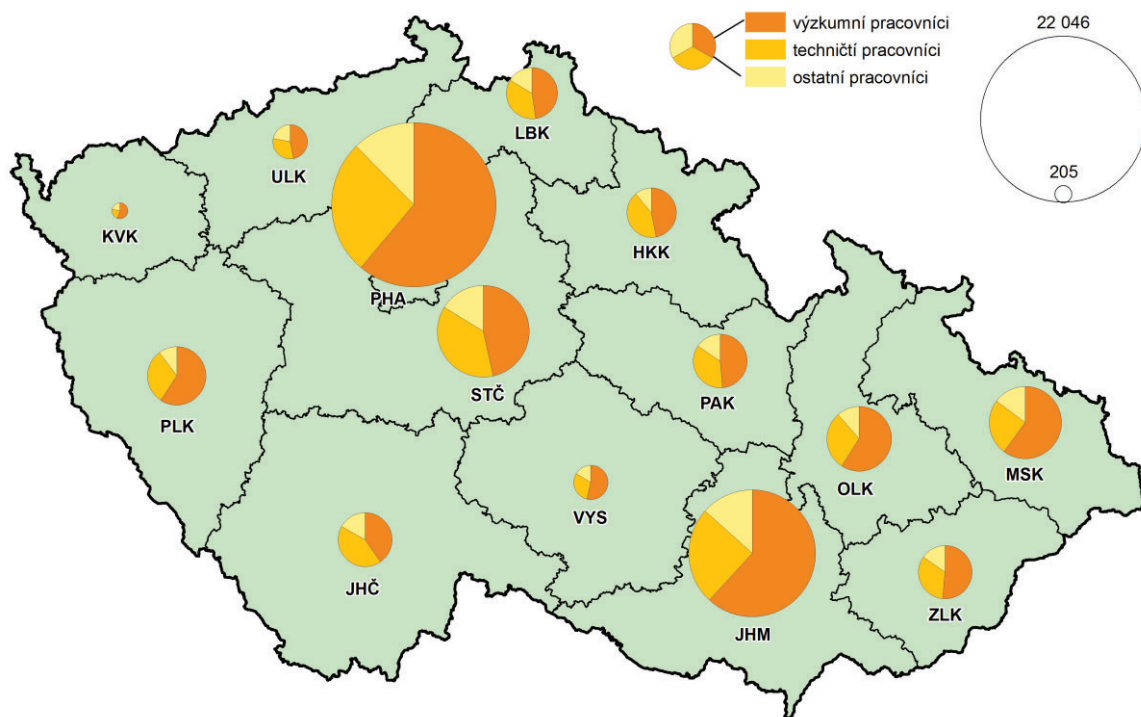 22 046
205
výzkumní pracovníci
techničtí pracovníci
ostatní pracovníci
LBK
ULK
KVK
HKK
PHA
STČ
PAK
PLK
OLK
MSK
VYS
JHČ
ZLK
JHM